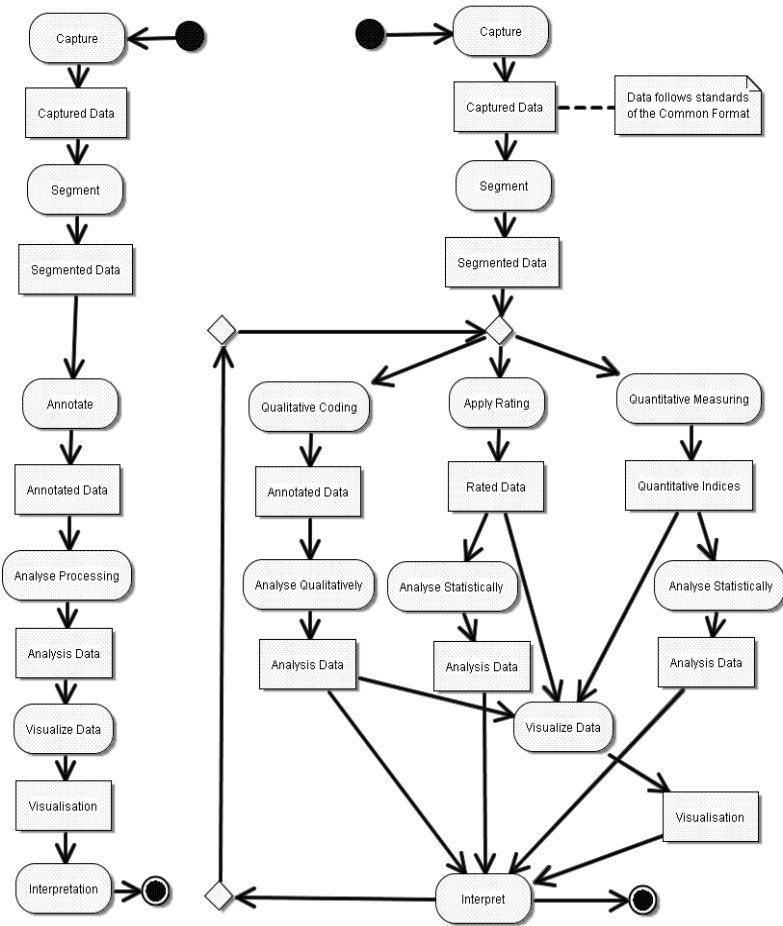 Capture
Captured Data
Segment
Segmented Data
Annotate
Annotated Data
Analyse Processing
Analysis Data
Visualize Data
Visualisation
Interpretation
Capture
Captured Data
Data follows standards
of the Common Format
Segment
Segmented Data
Qualitative Coding
Apply Rating
Quantitative Measuring
Annotated Data
Rated Data
Quantitative Indices
Analyse Qualitatively
Analyse Statistically
Analyse Statistically
Analysis Data
Analysis Data
Analysis Data
Visualize Data
Visualisation
Interpret